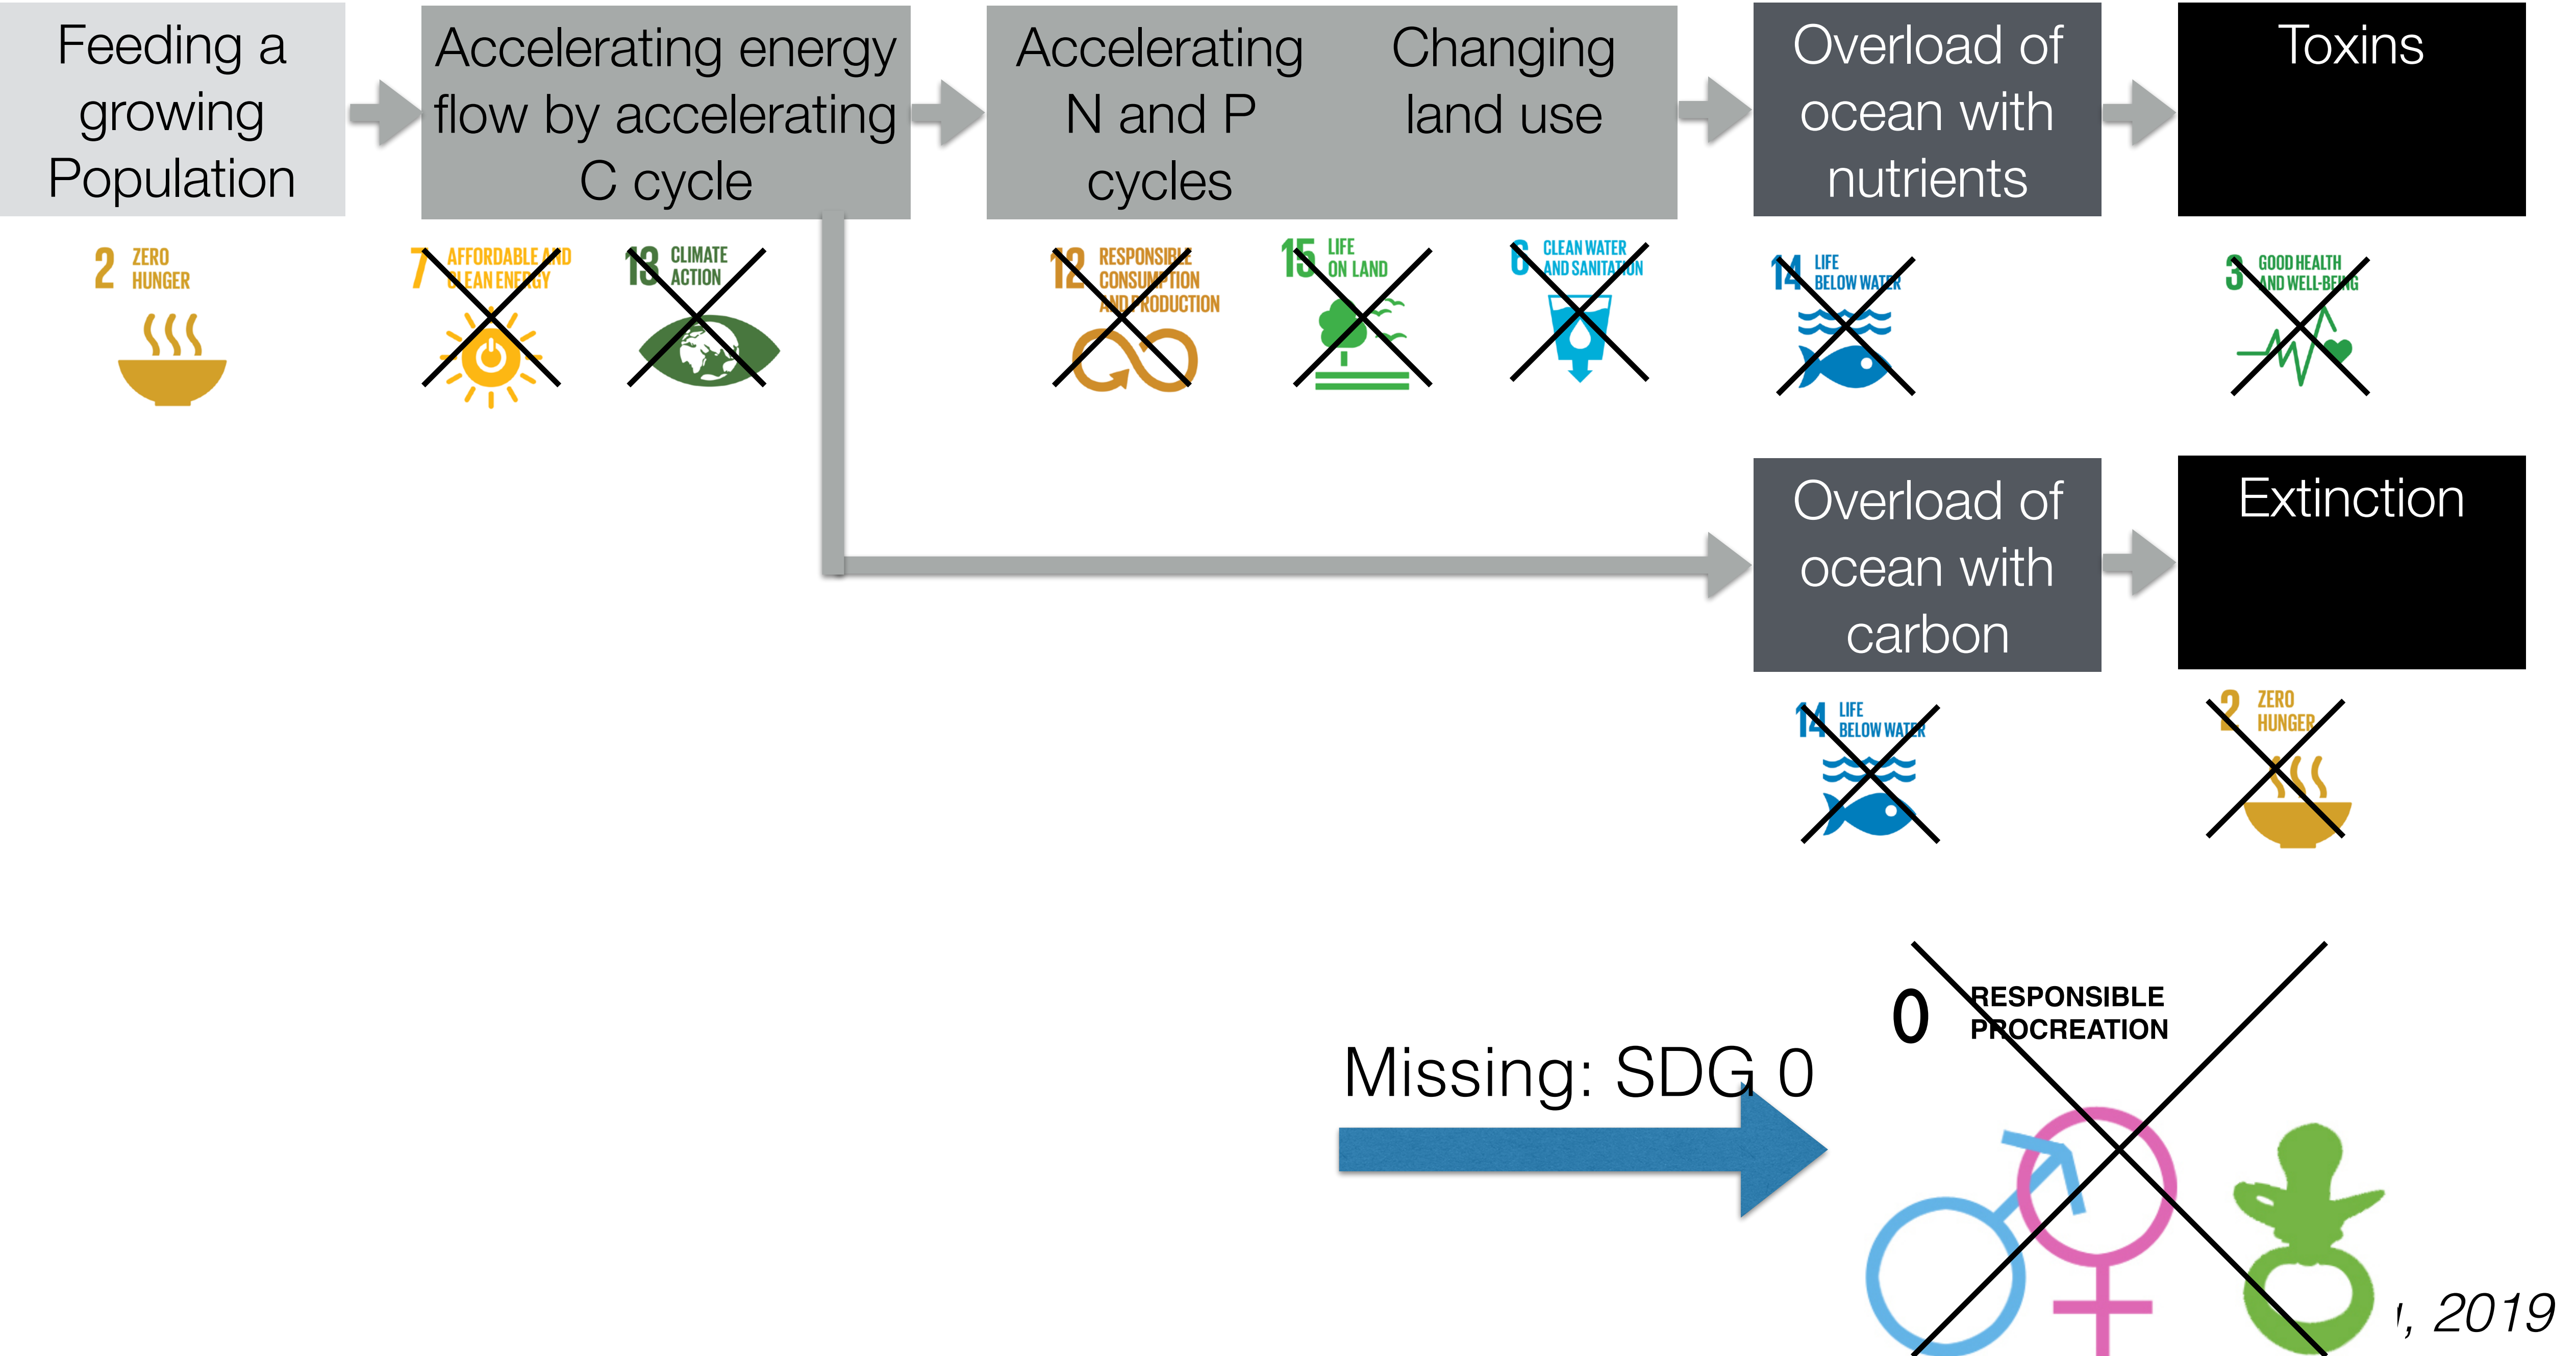 Feeding a
growing
Population
Accelerating energy
flow by accelerating
C cycle
Accelerating
N and P
cycles
Changing
land use
Overload of
ocean with
nutrients
Toxins
2 ZERO
HUNGER
7 AFFORDABLE AND
CLEAN ENERGY
13 CLIMATE
ACTION
12 RESPONSIBLE
CONSUMPTION
AND PRODUCTION
15 LIFE
ON LAND
6 CLEAN WATER
AND SANITATION
14 LIFE
BELOW WATER
3 GOOD HEALTH
AND WELL-BEING
Overload of
ocean with
carbon
Extinction
14 LIFE
BELOW WATER
2 ZERO
HUNGER
Missing: SDG 0
0 RESPONSIBLE
PROCREATION
, 2019